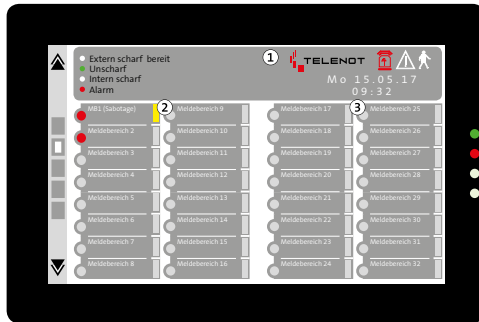 Extern scharf bereit
Unscharf
Intern scharf
Alarm
1
TELENOT
Mo 15.05.17
09:32
MB1 (Sabotage)
Meldebereich 2
Meldebereich 3
Meldebereich 4
Meldebereich 5
Meldebereich 6
Meldebereich 7
Meldebereich 8
2
Meldebereich 9
Meldebereich 10
Meldebereich 11
Meldebereich 12
Meldebereich 13
Meldebereich 14
Meldebereich 15
Meldebereich 16
Meldebereich 17
Meldebereich 18
Meldebereich 19
Meldebereich 20
Meldebereich 21
Meldebereich 22
Meldebereich 23
Meldebereich 24
3
Meldebereich 25
Meldebereich 26
Meldebereich 27
Meldebereich 28
Meldebereich 29
Meldebereich 30
Meldebereich 31
Meldebereich 32